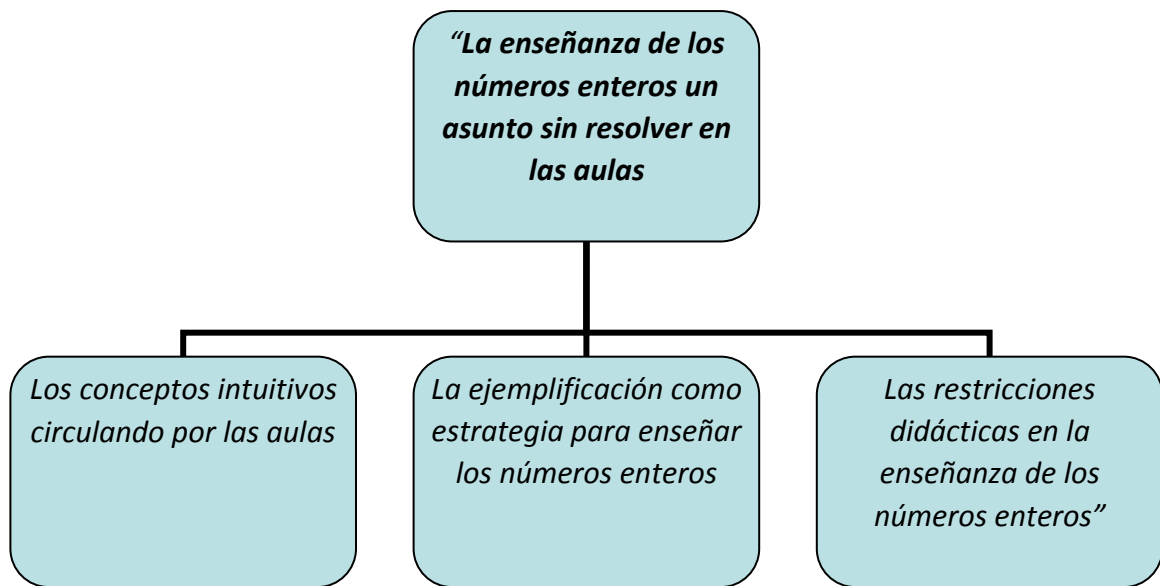 “La enseñanza de los
números enteros un
asunto sin resolver en
las aulas
Los conceptos intuitivos
circulando por las aulas
La ejemplificación como
estrategia para enseñar
los números enteros
Las restricciones
didácticas en la
enseñanza de los
números enteros”